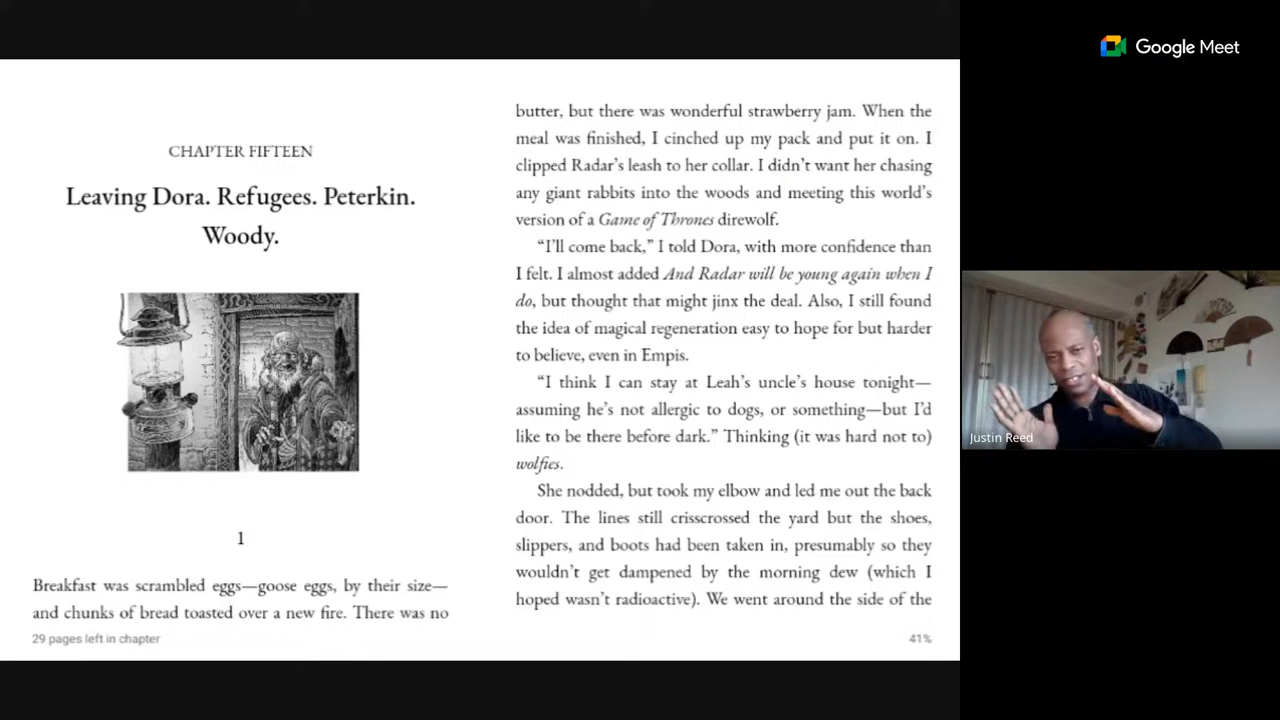 CHAPTER FIFTEEN
Leaving Dora. Refugees. Peterkin.
Woody.
1
Breakfast was scrambled eggs—goose eggs, by their size—
and chunks of bread toasted over a new fire. There was no
29 pages left in chapter
butter, but there was wonderful strawberry jam. When the
meal was finished, I cinched up my pack and put it on. I
clipped Radar’s leash to her collar. I didn’t want her chasing
any giant rabbits into the woods and meeting this world’s
version of a Game of Thrones direwolf.
“I’ll come back,” I told Dora, with more confidence than
I felt. I almost added And Radar will be young again when I
do, but thought that might jinx the deal. Also, I still found
the idea of magical regeneration easy to hope for but harder
to believe, even in Empis.
“I think I can stay at Leah’s uncle’s house tonight—
assuming he’s not allergic to dogs, or something—but I’d
like to be there before dark.” Thinking (it was hard not to)
wolfies.
She nodded, but took my elbow and led me out the back
door. The lines still crisscrossed the yard but the shoes,
slippers, and boots had been taken in, presumably so they
wouldn’t get dampened by the morning dew (which I
hoped wasn’t radioactive). We went around the side of the
41%
Google Meet
Justin Reed